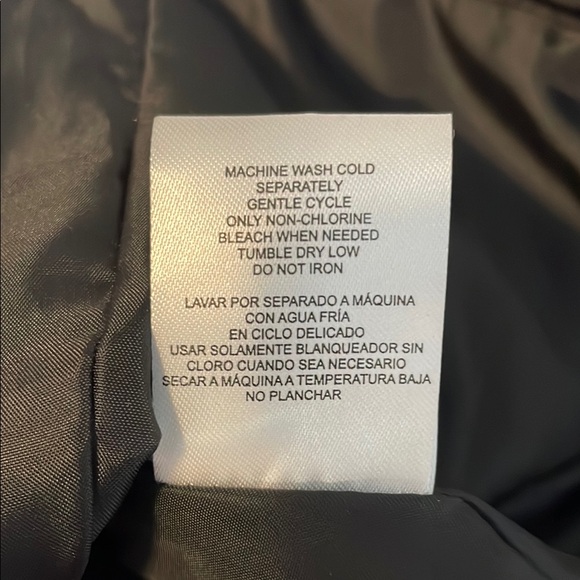 MACHINE WASH COLD
SEPARATELY
GENTLE CYCLE
ONLY NON-CHLORINE
BLEACH WHEN NEEDED
TUMBLE DRY LOW
DO NOT IRON
LAVAR POR SEPARADO A MÁQUINA
CON AGUA FRÍA
EN CICLO DELICADO
USAR SOLAMENTE BLANQUEADOR SIN
CLORO CUANDO SEA NECESARIO
SECAR A MÁQUINA A TEMPERATURA BAJA
NO PLANCHAR